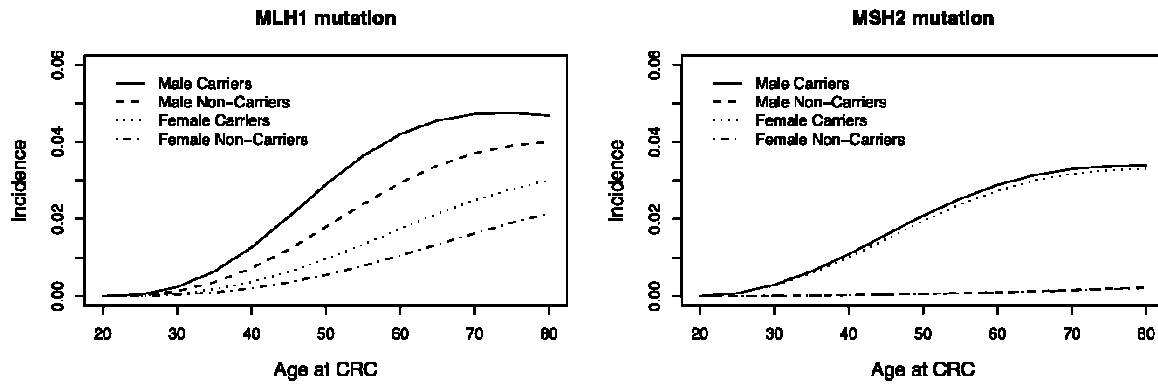 MLH1 mutation
0.06
0.04
0.02
0.00
Incidence
Male Carriers
Male Non-Carriers
Female Carriers
Female Non-Carriers
20 30 40 50 60 70 80
Age at CRC
MSH2 mutation
0.06
0.04
0.02
0.00
Incidence
Male Carriers
Male Non-Carriers
Female Carriers
Female Non-Carriers
20 30 40 50 60 70 80
Age at CRC